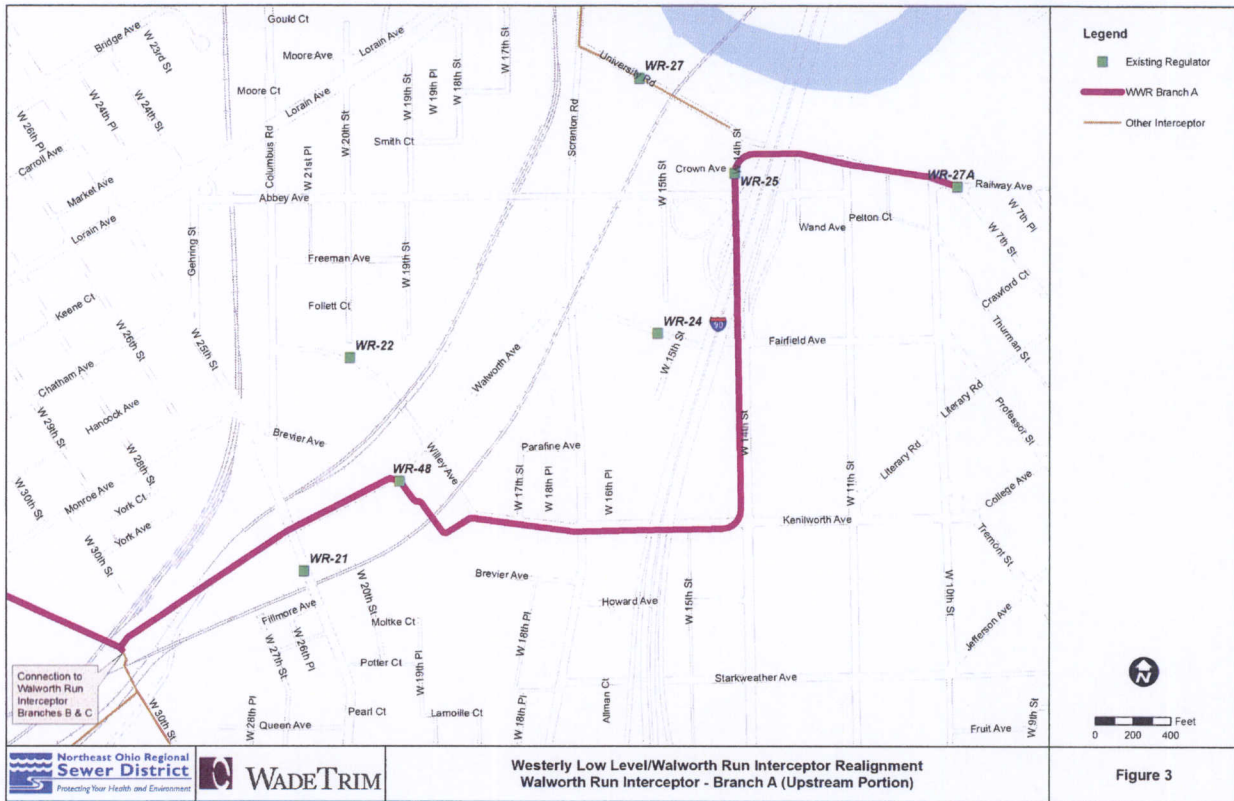 Gould Ct
Bridge Ave
W 23rd St
Moore Ave
Lorain Ave
W 17th St
University Rd
WR-27
W 24th Pl
W 24th St
Moore Ct
Lorain Ave
W 19th St
W 19th Pl
W 18th St
W 26th Pl
Carroll Ave
Columbus Rd
W 20th St
Smith Ct
Scranton Rd
W 14th St
Market Ave
W 21st Pl
W 15th St
Crown Ave
WR-25
WR-27A
Railway Ave
Abbey Ave
W 7th Pl
Lorain Ave
Gehring St
Wand Ave
Pelton Ct
W 7th St
Freeman Ave
W 19th St
Keene Ct
Follett Ct
Crawford Ct
W 26th St
W 25th St
WR-22
WR-24
W 15th St
90
Fairfield Ave
Thurman St
Chatham Ave
Walworth Ave
W 29th St
Hancock Ave
Literary Rd
Professor St
Brevier Ave
Willey Ave
Parafine Ave
W 14th St
W 28th St
WR-48
W 17th St
W 18th Pl
W 16th Pl
W 11th St
Literary Rd
W 30th St
Monroe Ave
York Ct
College Ave
York Ave
Kenilworth Ave
W 30th St
WR-21
Tremont St
Brevier Ave
W 20th St
W 15th St
W 10th St
Fillmore Ave
Howard Ave
Moltke Ct
Jefferson Ave
W 27th St
W 26th Pl
W 18th Pl
Potter Ct
W 19th Pl
Starkweather Ave
Connection to
Walworth Run
Interceptor
Branches B & C
W 30th St
W 28th Pl
Queen Ave
Pearl Ct
Lamoille Ct
W 18th Pl
Allman Ct
Fruit Ave
W 9th St
Legend
Existing Regulator
WWR Branch A
Other Interceptor
N
Feet
0 200 400
Northeast Ohio Regional
Sewer District
Protecting Your Health and Environment
WADETRIM
Westerly Low Level/Walworth Run Interceptor Realignment
Walworth Run Interceptor - Branch A (Upstream Portion)
Figure 3